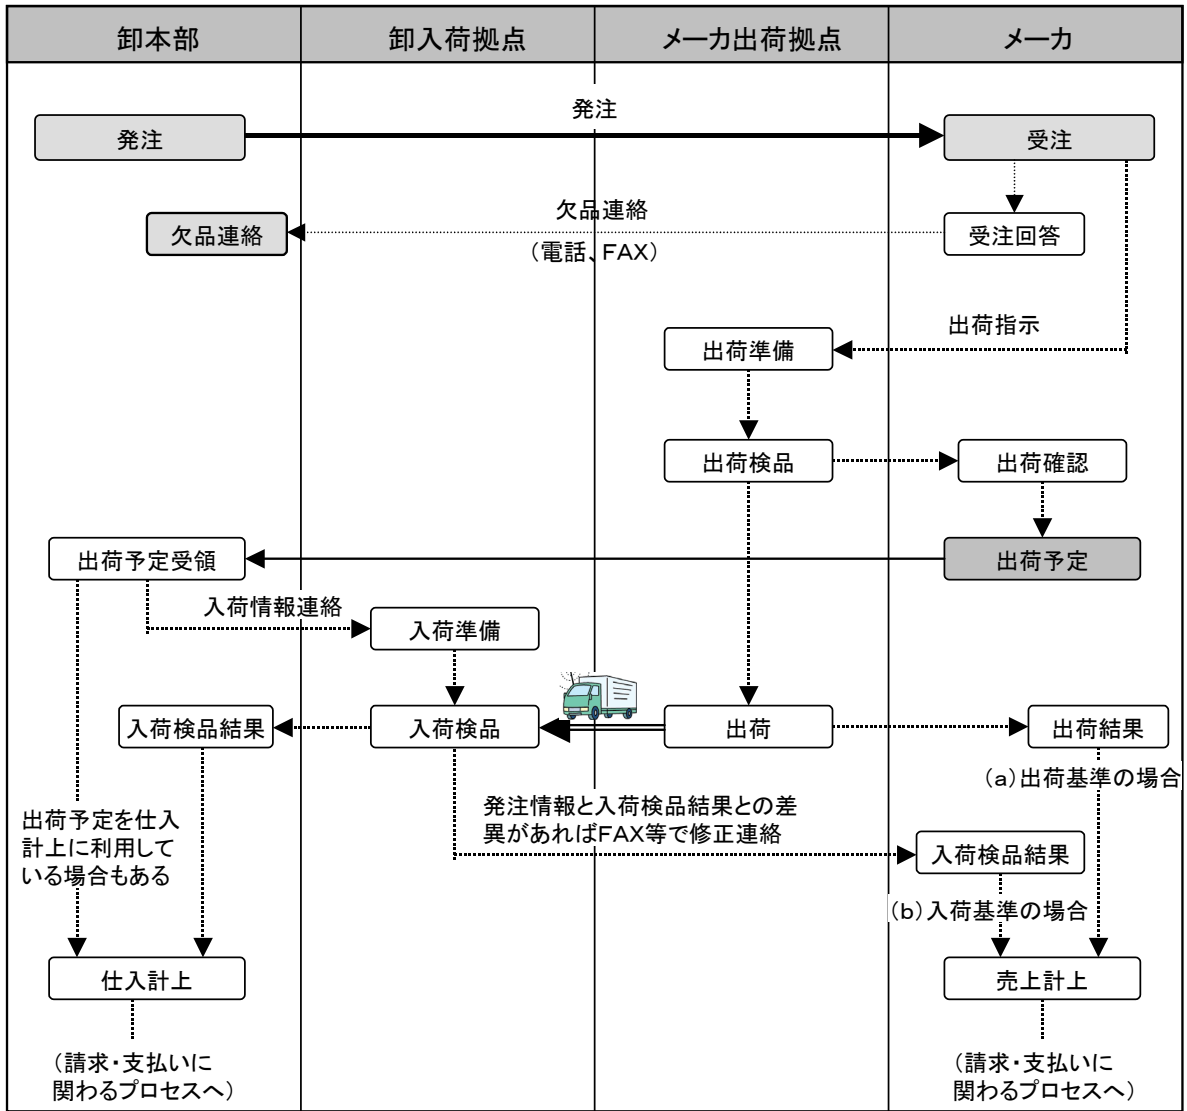 卸本部
卸入荷拠点
メーカ出荷拠点
メーカ
発注
発注
受注
欠品連絡
欠品連絡
(電話、FAX)
受注回答
出荷指示
出荷準備
出荷検品
出荷確認
出荷予定受領
出荷予定
入荷情報連絡
入荷準備
入荷検品結果
入荷検品
出荷
出荷結果
(a)出荷基準の場合
発注情報と入荷検品結果との差
異があればFAX等で修正連絡
出荷予定を仕入
計上に利用して
いる場合もある
入荷検品結果
(b)入荷基準の場合
仕入計上
売上計上
(請求・支払いに
関わるプロセスへ)
(請求・支払いに
関わるプロセスへ)